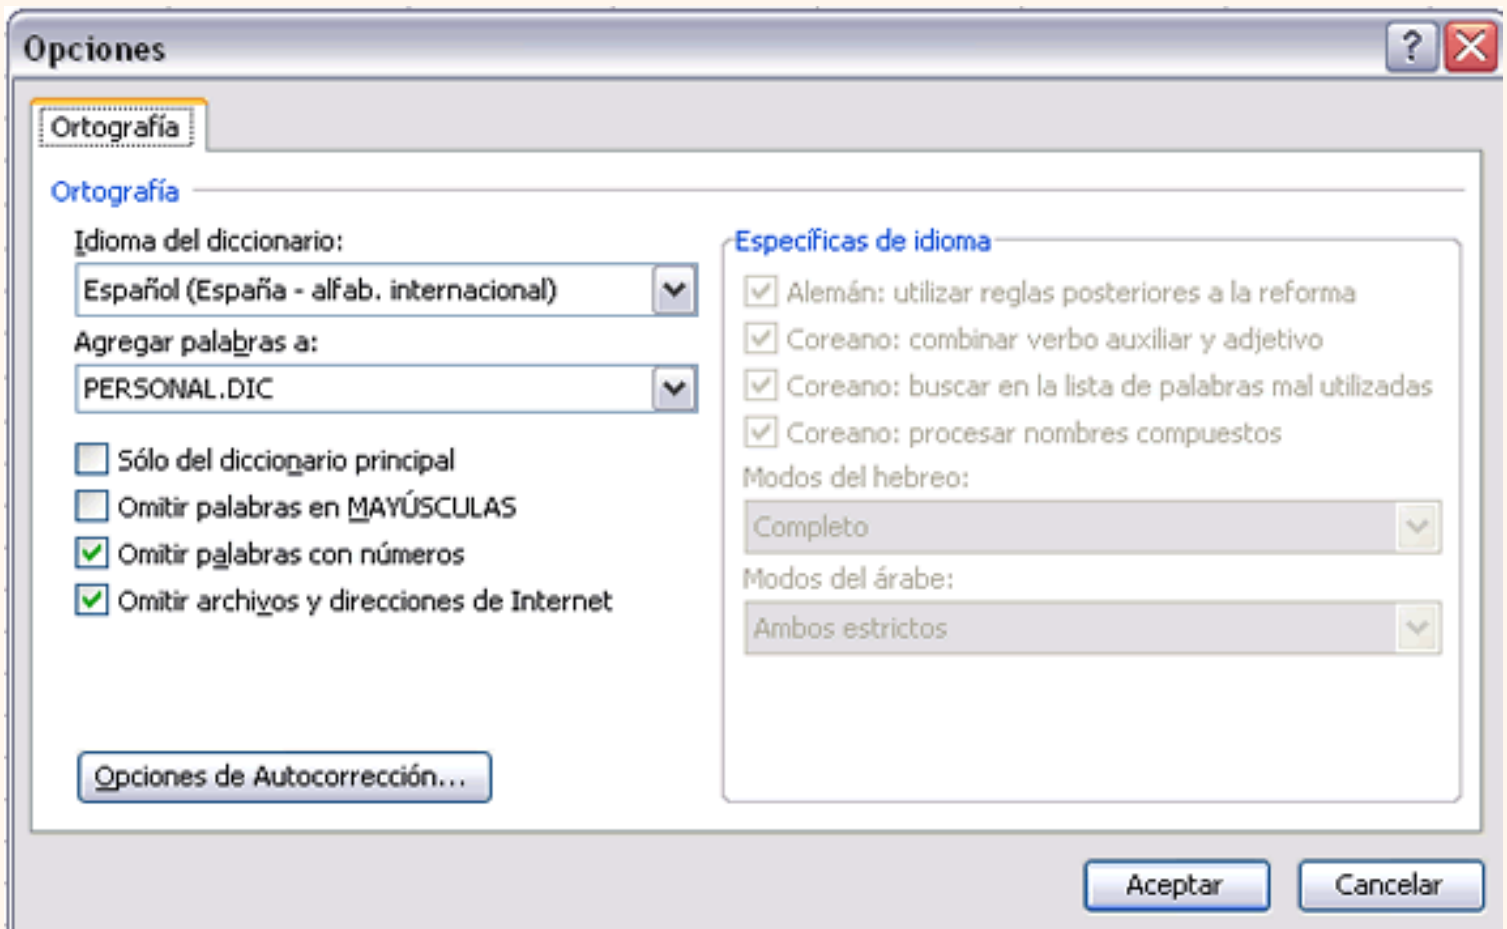 Opciones
?
Ortografía
Ortografía
Idioma del diccionario:
Español (España - alfab. internacional)
Agregar palabras a:
PERSONAL.DIC
Sólo del diccionario principal
Omitir palabras en MAYÚSCULAS
Omitir palabras con números
Omitir archivos y direcciones de Internet
Opciones de Autocorrección...
Específicas de idioma
Alemán: utilizar reglas posteriores a la reforma
Coreano: combinar verbo auxiliar y adjetivo
Coreano: buscar en la lista de palabras mal utilizadas
Coreano: procesar nombres compuestos
Modos del hebreo:
Completo
Modos del árabe:
Ambos estrictos
Aceptar
Cancelar